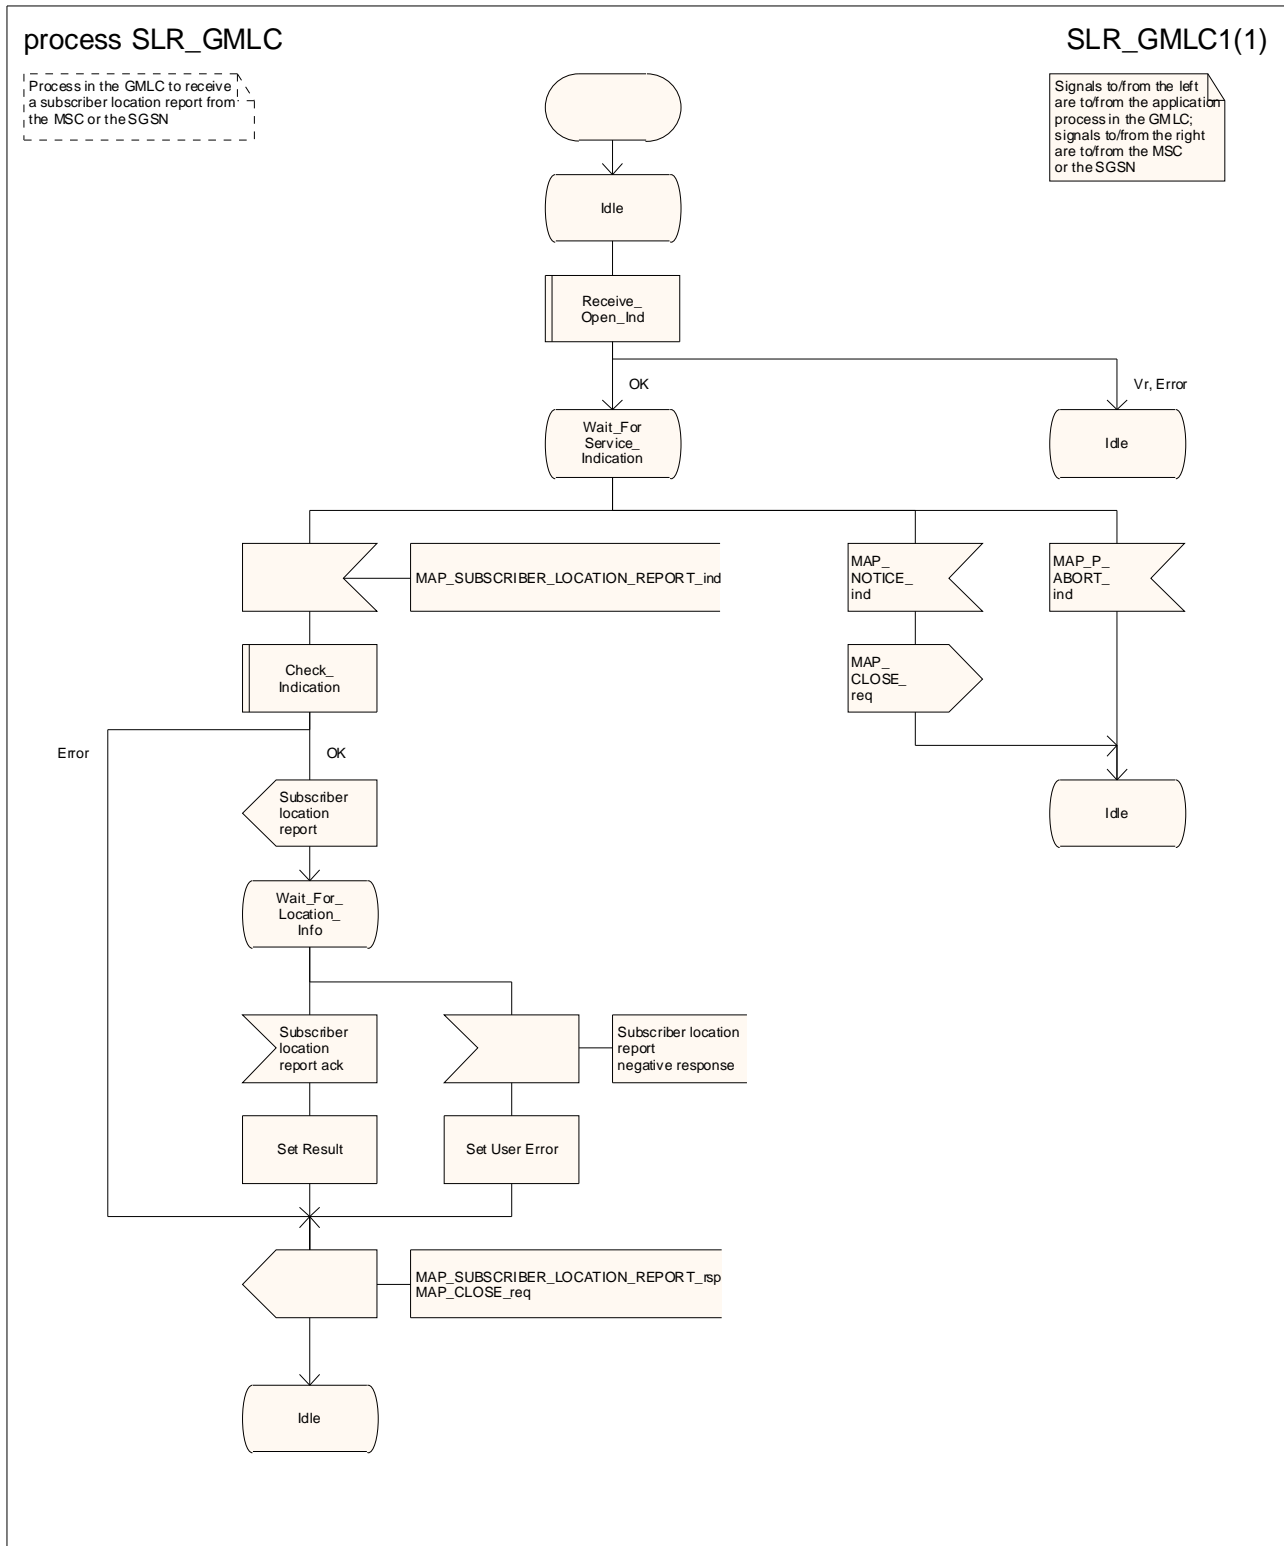 process SLR_GMLC
SLR_GMLC1(1)
Process in the GMLC to receive
a subscriber location report from
the MSC or the SGSN
Signals to/from the left
are to/from the application
process in the GMLC;
signals to/from the right
are to/from the MSC
or the SGSN
Idle
Receive_
Open_Ind
OK
Vr, Error
Wait_For
Service_
Indication
Idle
MAP_SUBSCRIBER_LOCATION_REPORT_ind
MAP_
NOTICE_
ind
MAP_P_
ABORT_
ind
Check_
Indication
MAP_
CLOSE_
req
Error
OK
Subscriber
location
report
Idle
Wait_For_
Location_
Info
Subscriber
location
report ack
Subscriber location
report
negative response
Set Result
Set User Error
MAP_SUBSCRIBER_LOCATION_REPORT_rsp
MAP_CLOSE_req
Idle